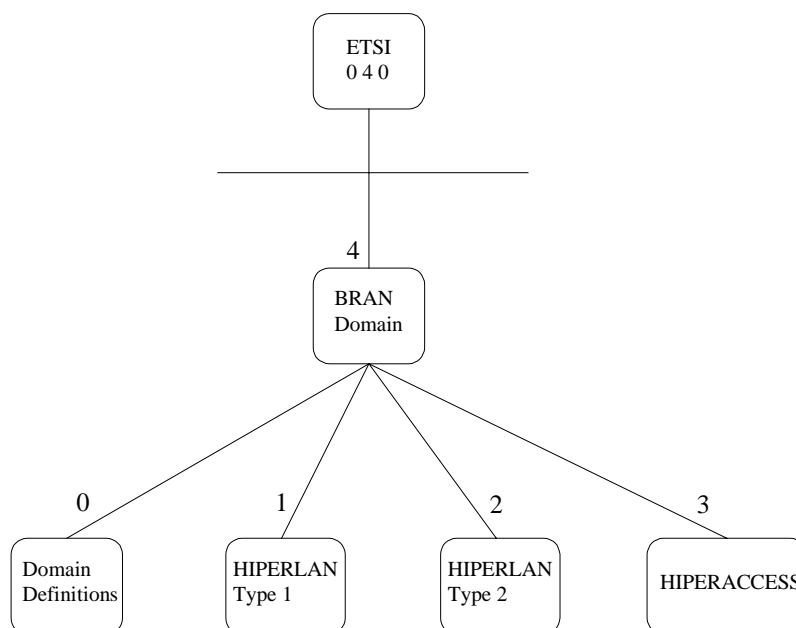 ETSI
0 4 0
4
BRAN
Domain
0
1
2
3
Domain
Definitions
HIPERLAN
Type 1
HIPERLAN
Type 2
HIPERACCESS